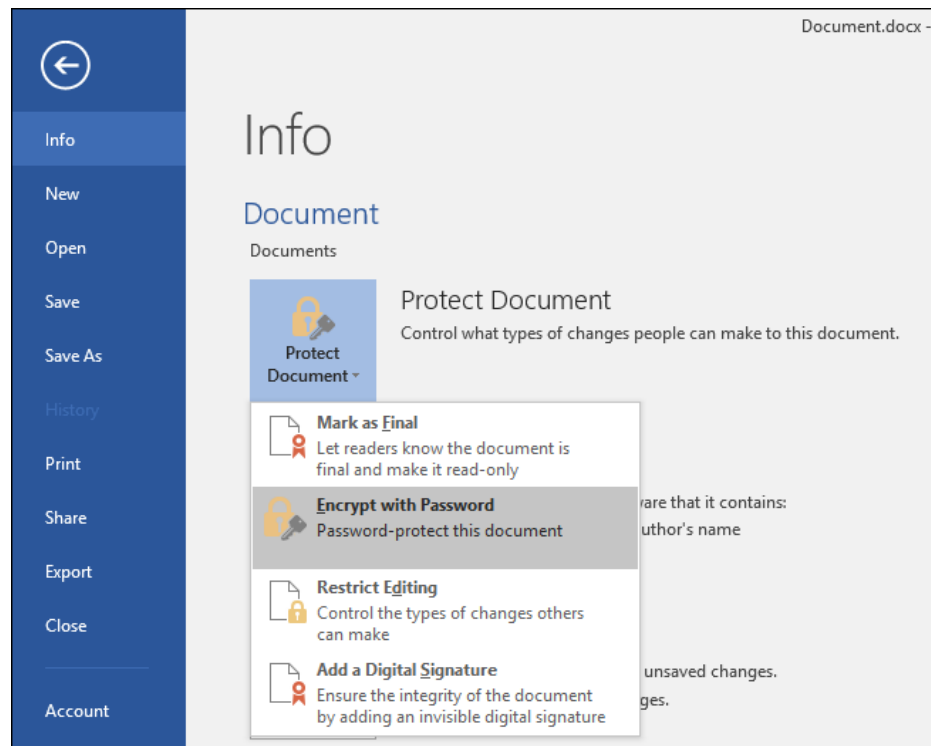 Document.docx -
Info
New
Open
Save
Save As
History
Print
Share
Export
Close
Account
Info
Document
Documents
Protect
Document
Protect Document
Control what types of changes people can make to this document.
Mark as Final
Let readers know the document is
final and make it read-only
Encrypt with Password
Password-protect this document
Restrict Editing
Control the types of changes others
can make
Add a Digital Signature
Ensure the integrity of the document
by adding an invisible digital signature
that it contains:
name
unsaved changes.